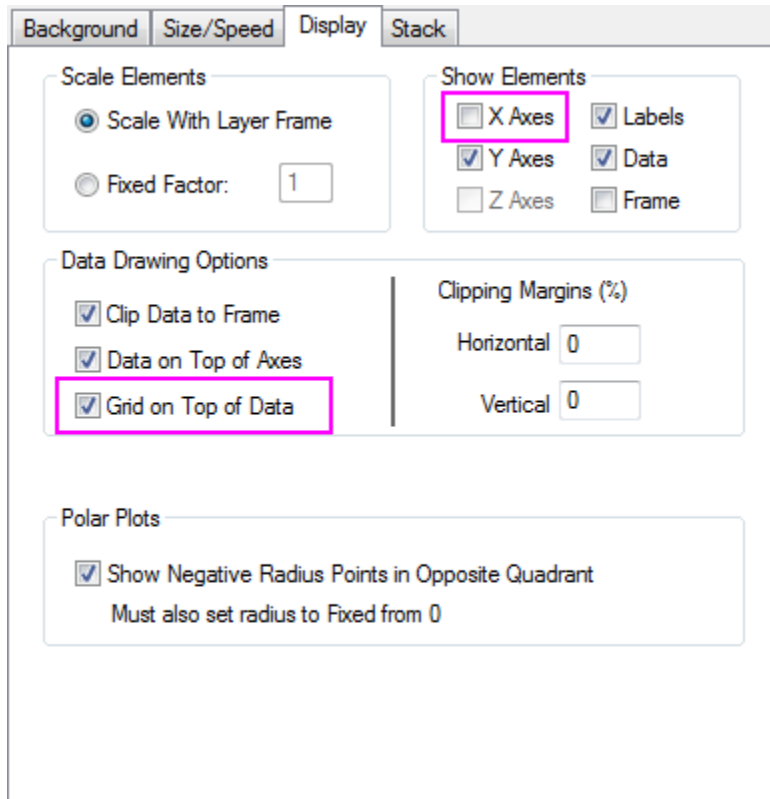 Background Size/Speed Display Stack
Scale Elements
Scale With Layer Frame
Fixed Factor: 1
Show Elements
X Axes Labels
Y Axes Data
Z Axes Frame
Data Drawing Options
Clip Data to Frame
Data on Top of Axes
Grid on Top of Data
Clipping Margins (%)
Horizontal 0
Vertical 0
Polar Plots
Show Negative Radius Points in Opposite Quadrant
Must also set radius to Fixed from 0